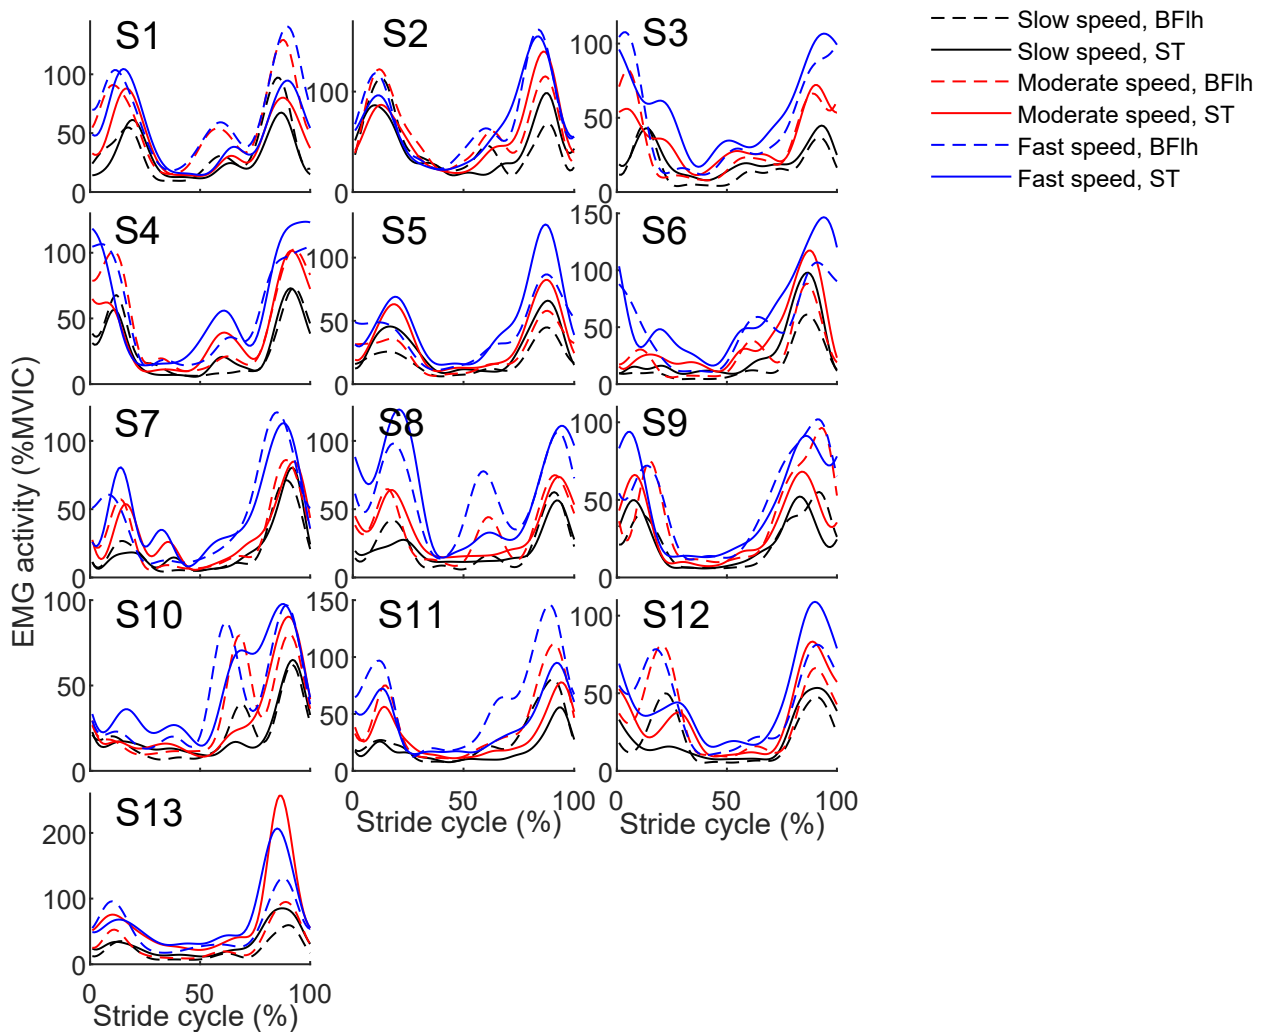 S1
S2
S3
Slow speed, BFlh
Slow speed, ST
Moderate speed, BFlh
Moderate speed, ST
Fast speed, BFlh
Fast speed, ST
100
50
0
100
0
100
50
0
S4
S5
S6
100
50
0
100
50
0
150
100
50
0
S7
S8
S9
100
50
0
100
50
0
100
50
0
S10
S11
S12
100
50
0
150
100
50
0
100
50
0
0 50 100
Stride cycle (%)
0 50 100
Stride cycle (%)
S13
200
100
0
0 50 100
Stride cycle (%)
EMG activity (%MVIC)